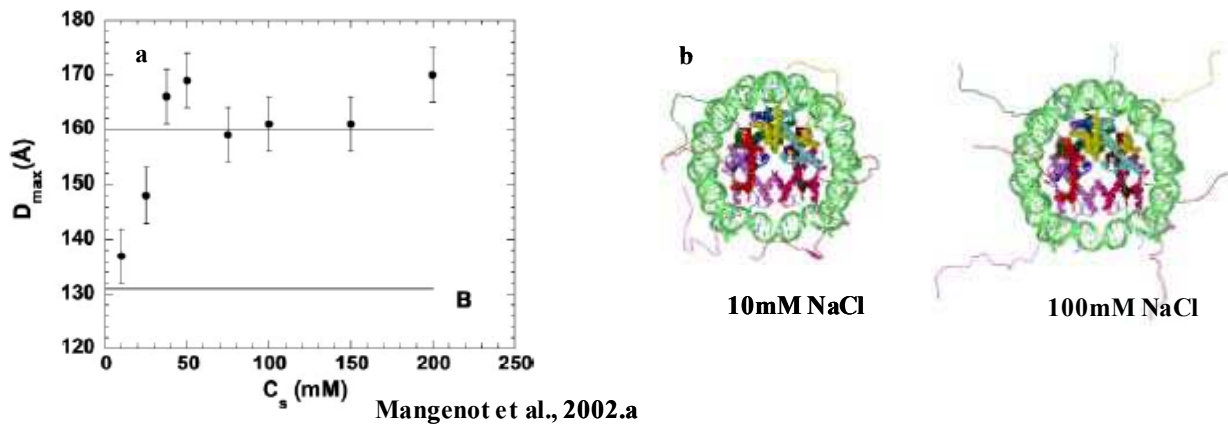 180
170
160
150
140
130
120
a
B
D max (Å)
0 50 100 150 200 250
C s (mM)
Mangenot et al., 2002.a
b
10mM NaCl
100mM NaCl